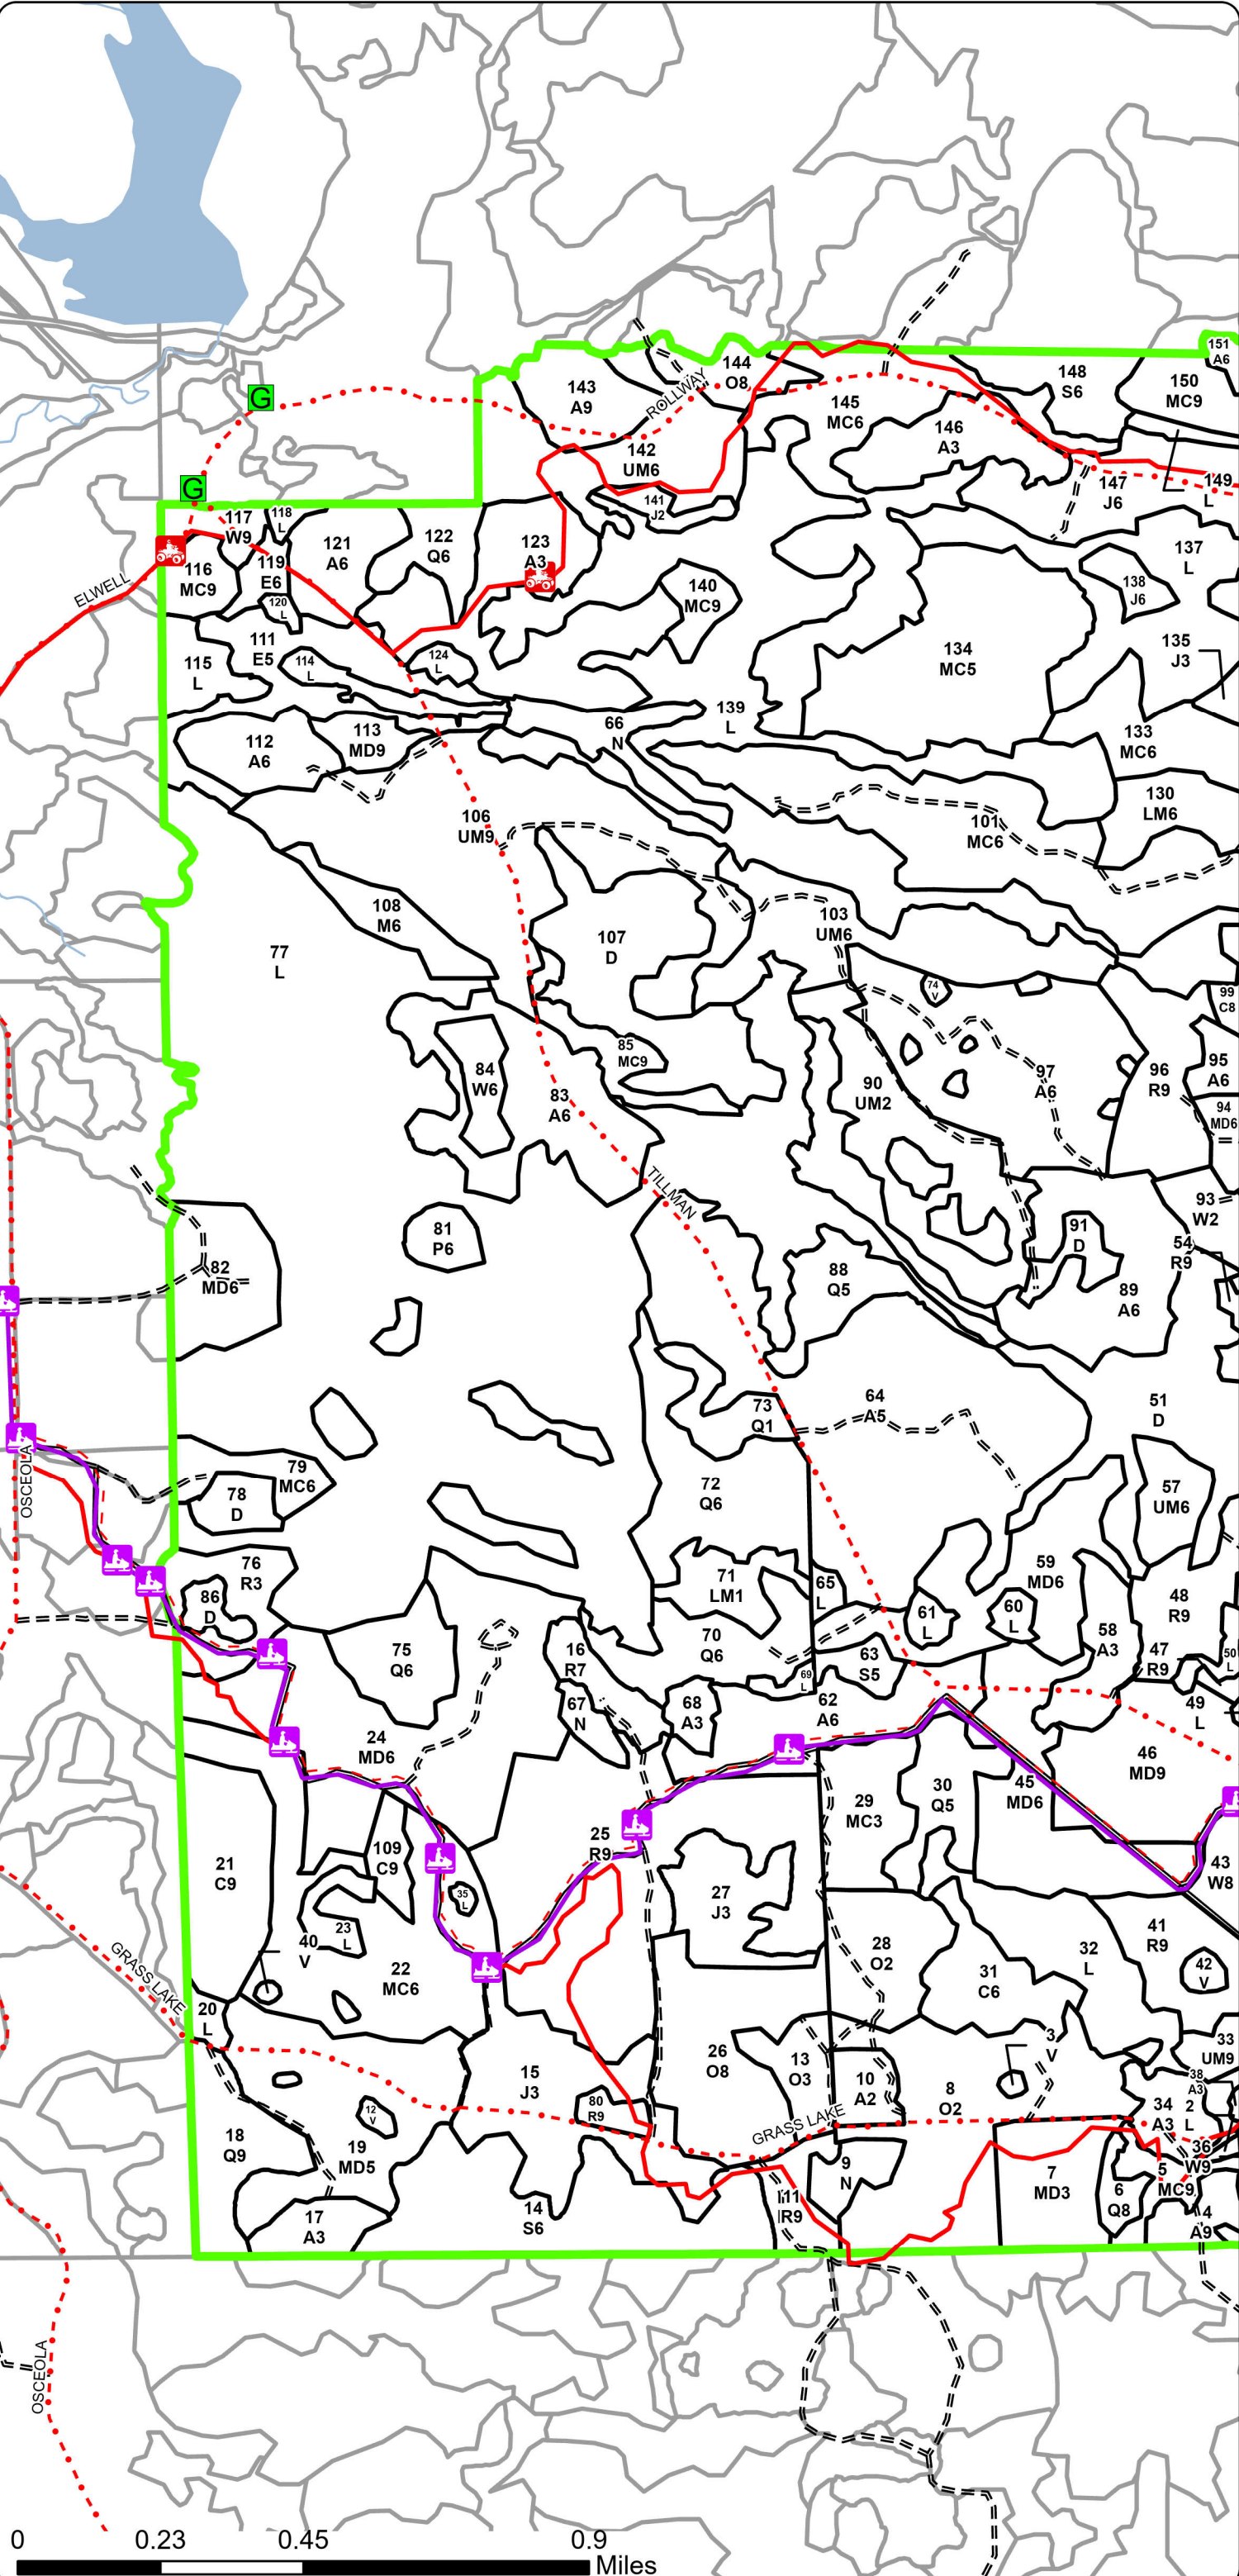 151
A6
144
O8
148
S6
150
MC9
143
A9
G
ROLLWAY
145
MC6
146
A3
142
UM6
G
147
J6
149
L
141
J2
117
W9
118
L
121
A6
122
Q6
123
A3
137
L
116
MC9
119
E6
138
J6
140
MC9
ELWELL
120
L
111
E5
115
L
114
L
124
L
134
MC5
135
J3
139
L
66
N
112
A6
113
MD9
133
MC6
130
LM6
106
UM9
101
MC6
108
M6
103
UM6
77
L
107
D
74
V
99
C8
85
MC9
84
W6
83
A6
90
UM2
97
A6
96
R9
95
A6
94
MD6
TILLMAN
93
W2
81
P6
91
D
54
R9
82
MD6
88
Q5
89
A6
73
Q1
64
A5
51
D
OSCEOLA
79
MC6
78
D
72
Q6
57
UM6
76
R3
71
LM1
65
L
59
MD6
86
D
61
L
60
L
48
R9
75
Q6
16
R7
70
Q6
63
S5
58
A3
47
R9
50
L
69
L
67
N
68
A3
62
A6
49
L
24
MD6
46
MD9
45
MD6
30
Q5
29
MC3
25
R9
109
C9
21
C9
43
W8
35
L
27
J3
23
L
40
V
41
R9
28
O2
32
L
42
V
22
MC6
31
C6
GRASS LAKE
20
L
3
V
33
UM9
26
O8
13
O3
15
J3
10
A2
8
O2
38
A3
80
R9
12
V
34
A3
2
L
GRASS LAKE
18
Q9
19
MD5
36
W9
9
N
7
MD3
5
MC9
6
Q8
11
R9
14
S6
17
A3
4
A9
OSCEOLA
0 0.23 0.45 0.9
Miles